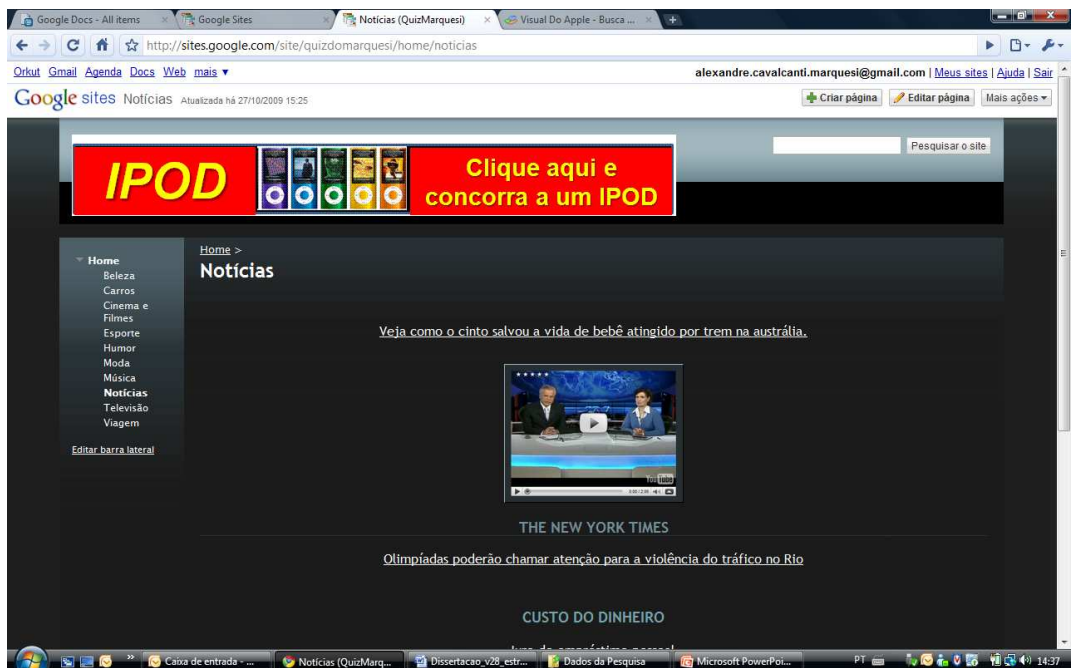 Google Docs - All items
Google Sites
Notícias (QuizMarquesi)
Visual Do Apple - Busca ...
http://sites.google.com/site/quizdomarquesi/home/noticias
Orkut Gmail Agenda Docs Web mais ▼
alexandre.cavalcanti.marquesi@gmail.com | Meus sites | Ajuda | Sair
Google sites Notícias Atualizada há 27/10/2009 15:25
Criar página
Editar página
Mais ações ▾
Pesquisar o site
IPOD
Clique aqui e
concorra a um IPOD
Home
Beleza
Carros
Cinema e
Filmes
Esporte
Humor
Moda
Música
Notícias
Televisão
Viagem
Editar barra lateral
Home >
Notícias
Veja como o cinto salvou a vida de bebê atingido por trem na austrália.
You Tube
THE NEW YORK TIMES
Olimpíadas poderão chamar atenção para a violência do tráfico no Rio
CUSTO DO DINHEIRO
Caixa de entrada - ...
Notícias (QuizMarq...
Dissertacao_v28_estr...
Dados da Pesquisa
Microsoft PowerPoi...
PT
14:37